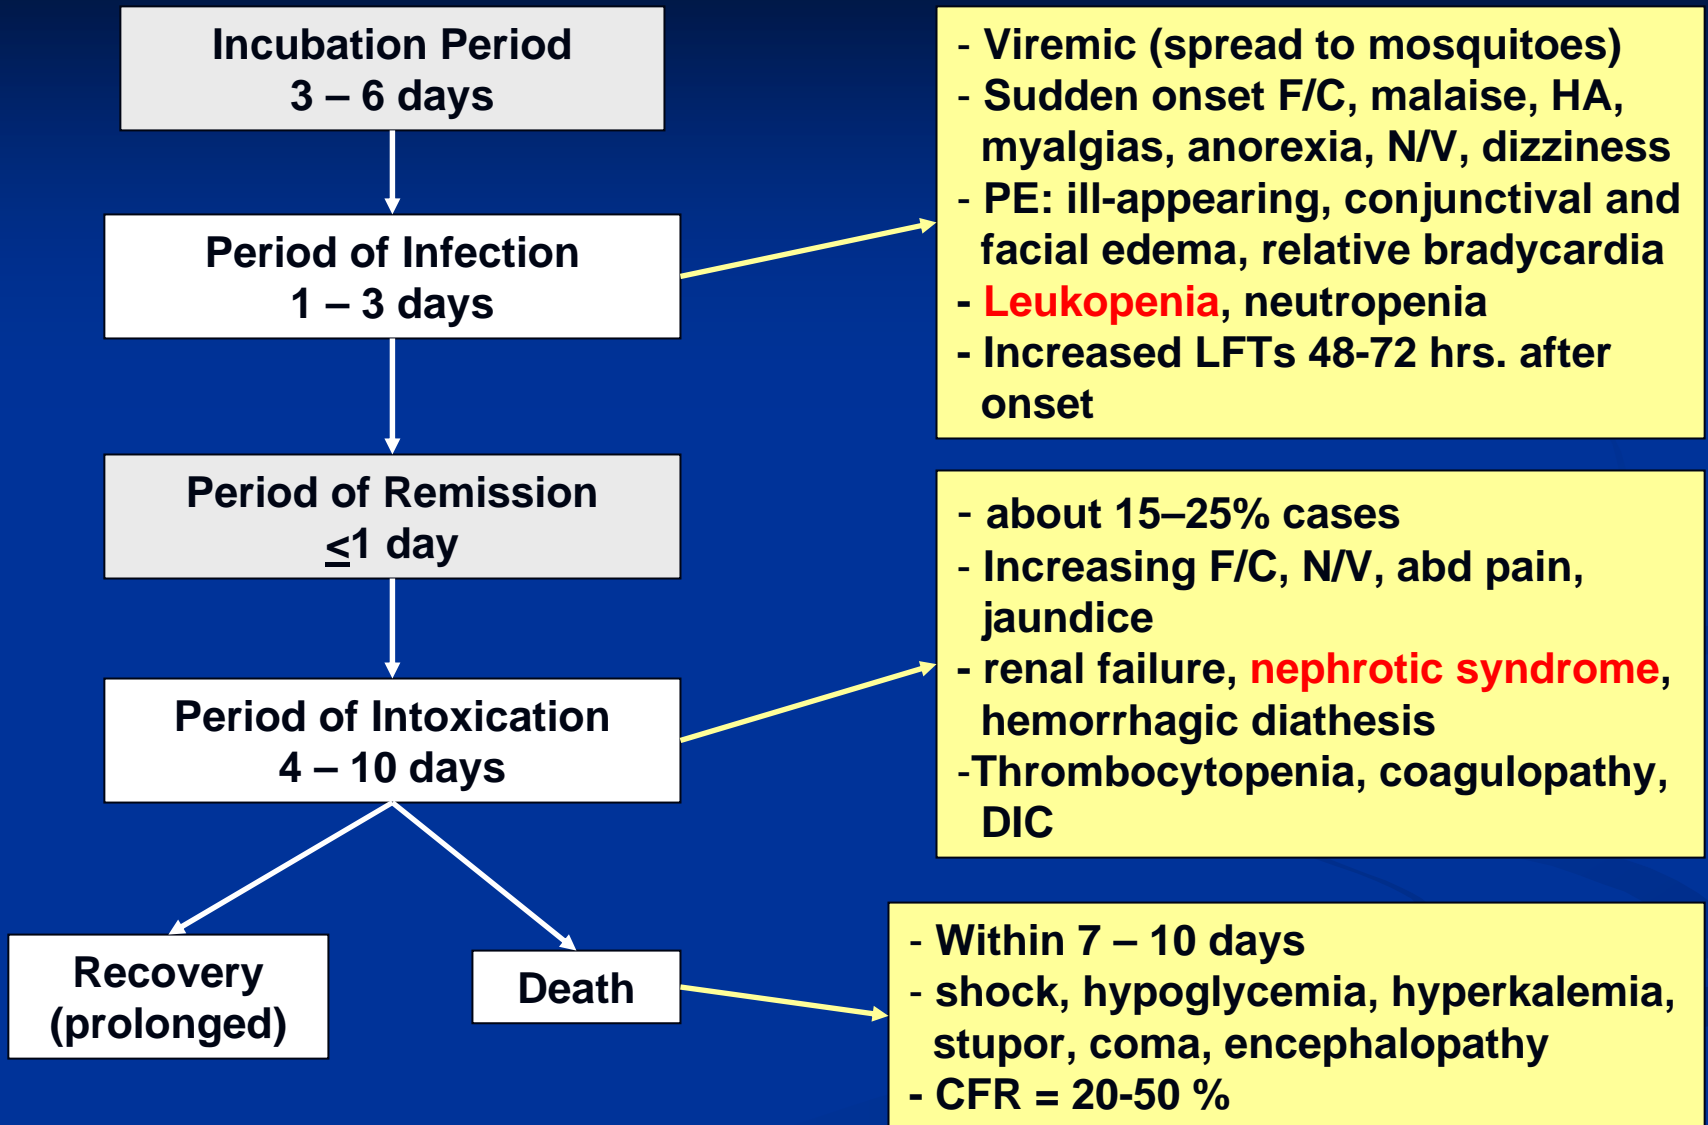 Incubation Period
3 – 6 days
Period of Infection
1 – 3 days
Period of Remission
≤1 day
Period of Intoxication
4 – 10 days
Recovery
(prolonged)
Death
- Viremic (spread to mosquitoes)
- Sudden onset F/C, malaise, HA,
myalgias, anorexia, N/V, dizziness
- PE: ill-appearing, conjunctival and
facial edema, relative bradycardia
- Leukopenia, neutropenia
- Increased LFTs 48-72 hrs. after
onset
- about 15–25% cases
- Increasing F/C, N/V, abd pain,
jaundice
- renal failure, nephrotic syndrome,
hemorrhagic diathesis
-Thrombocytopenia, coagulopathy,
DIC
- Within 7 – 10 days
- shock, hypoglycemia, hyperkalemia,
stupor, coma, encephalopathy
- CFR = 20-50 %